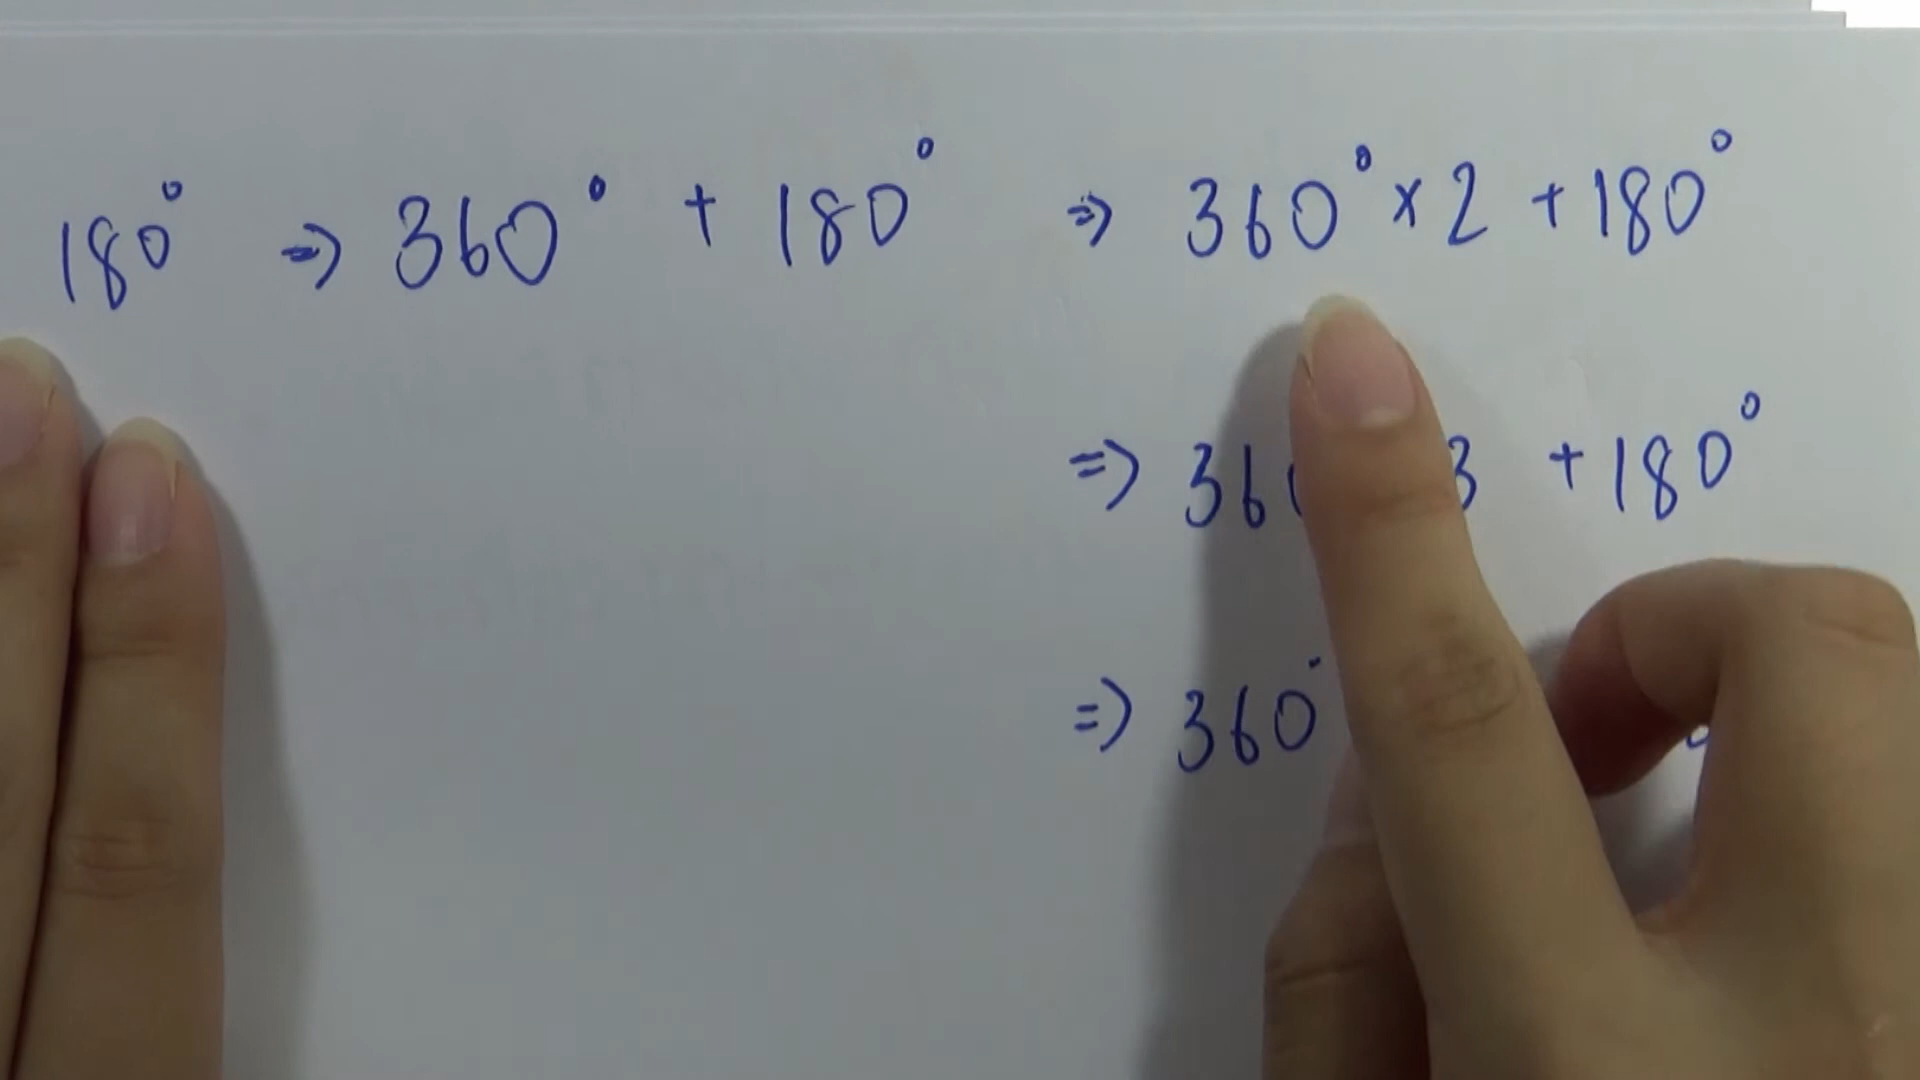 180° => 360° + 180° => 360° × 2 + 180°
=> 36 3 + 180°
=> 360°